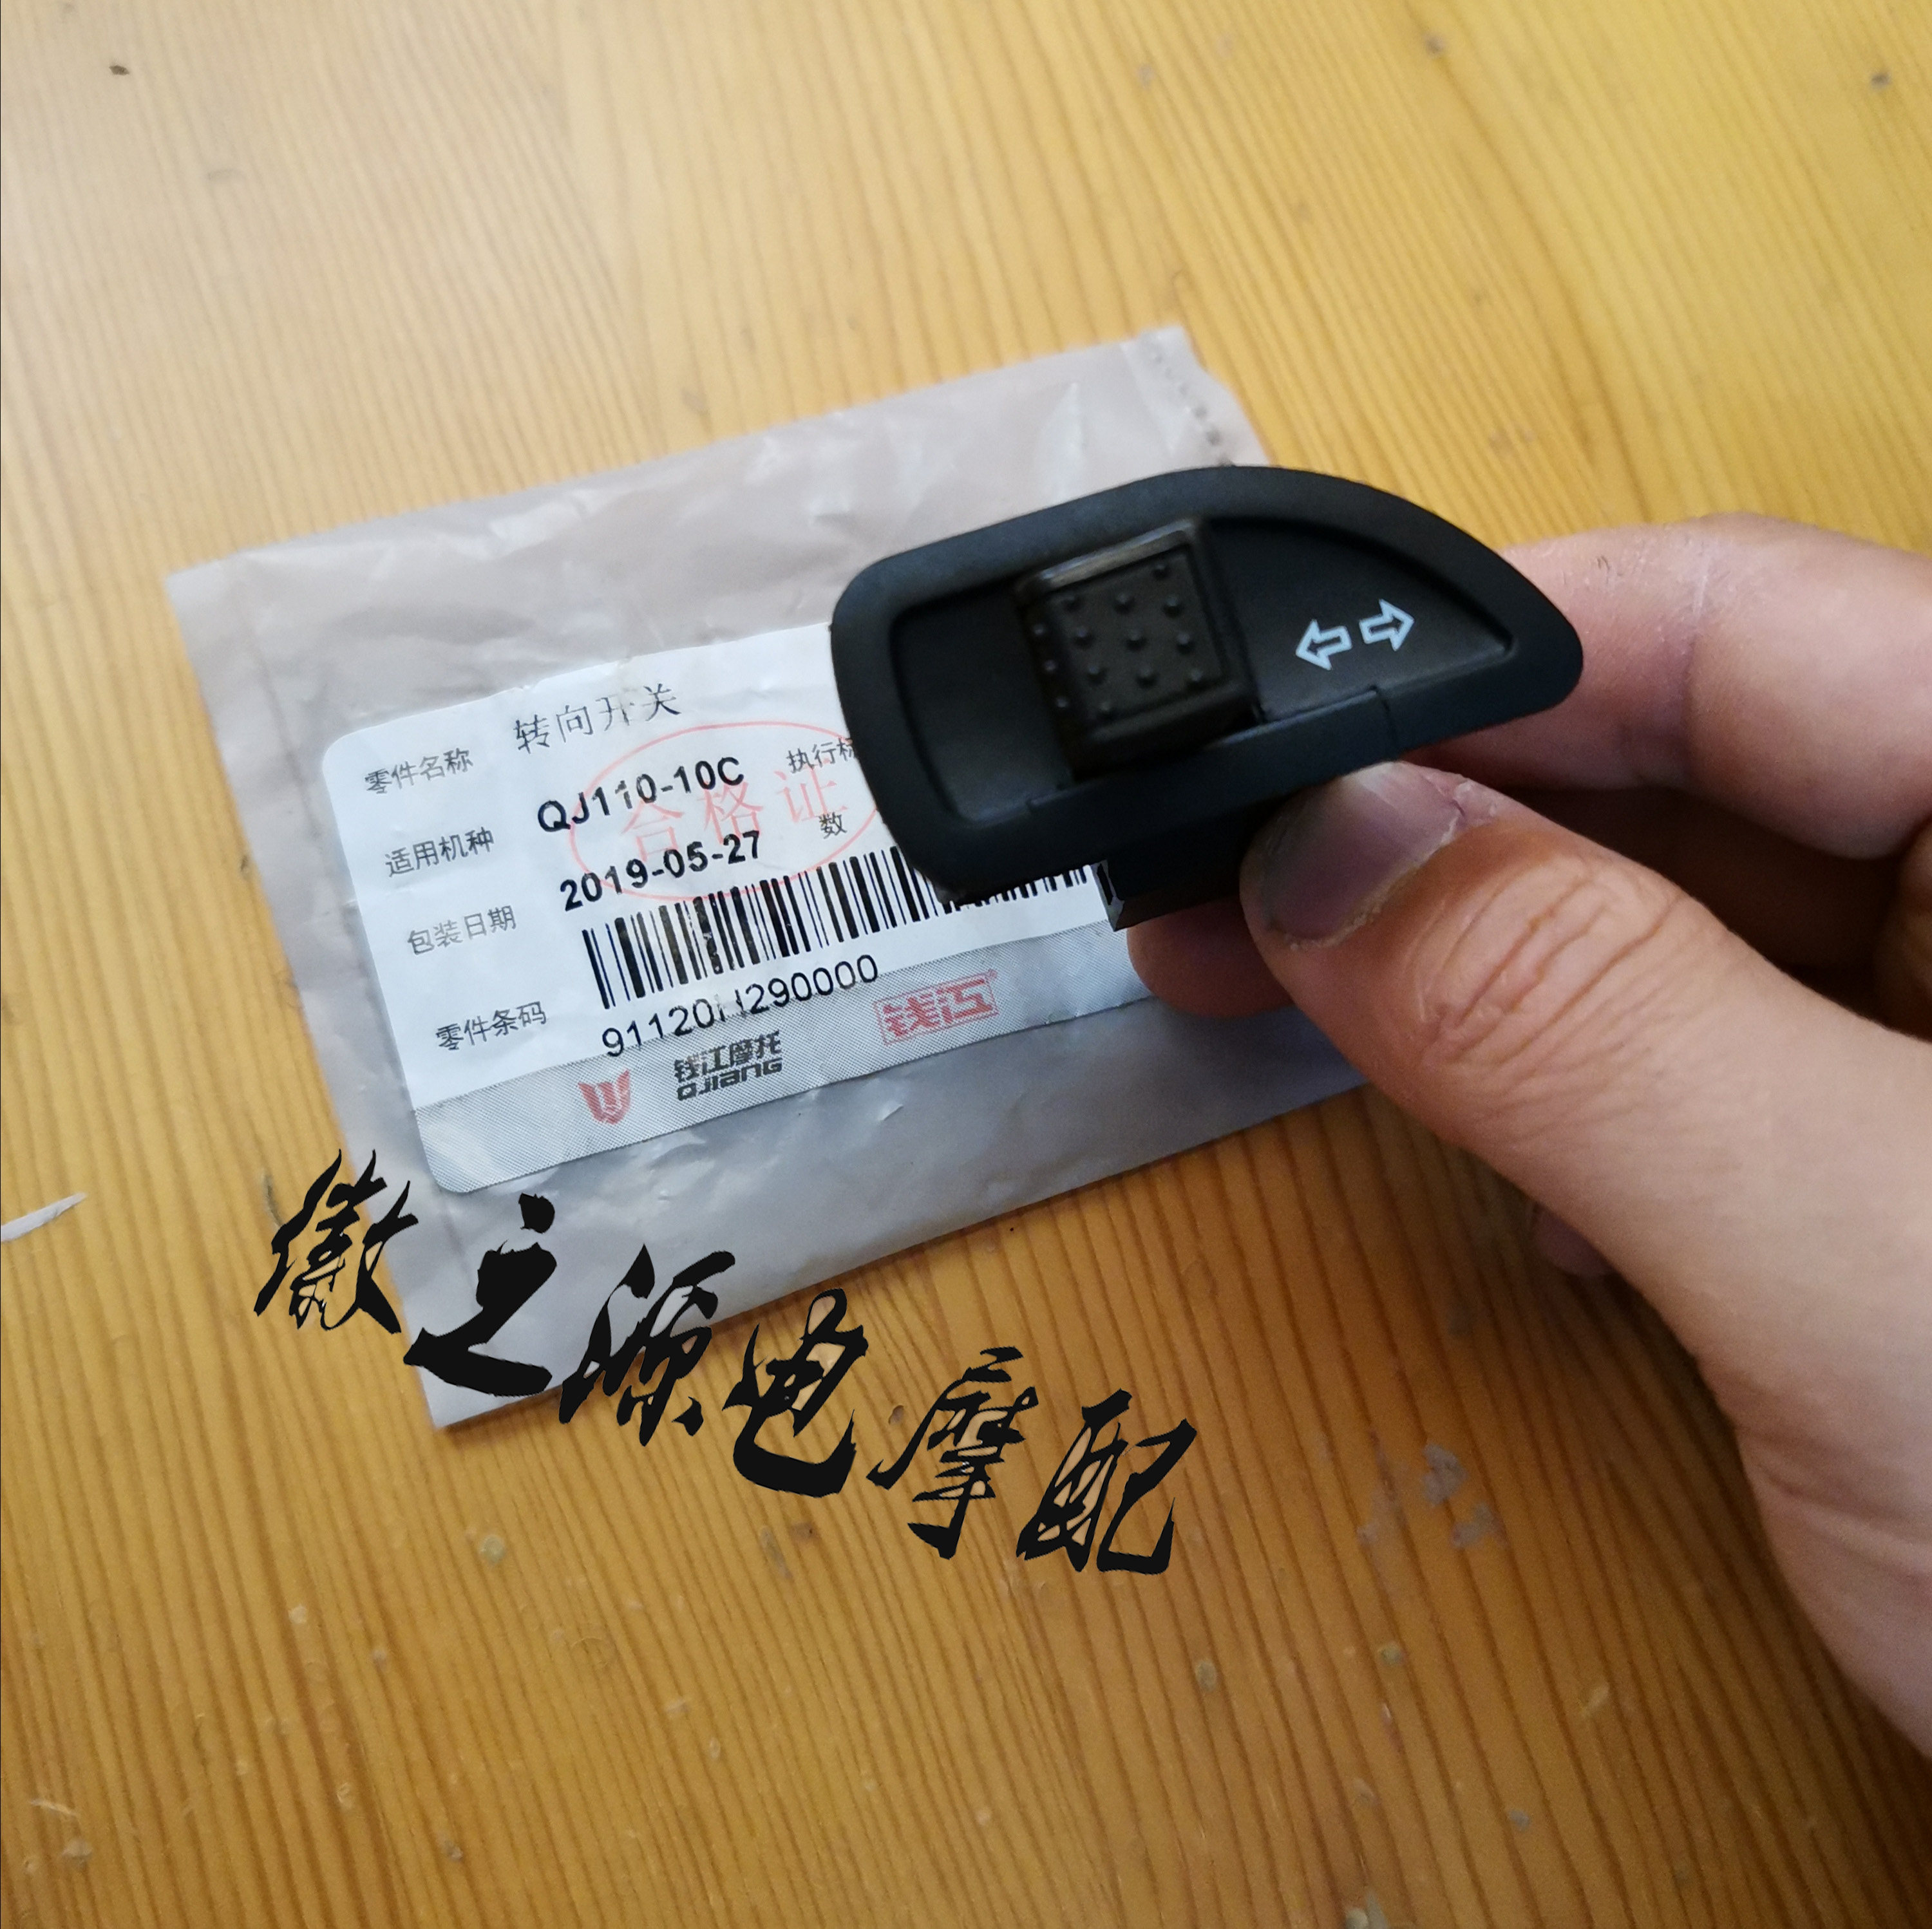 零件名称 转向开关
适用机种 QJ110-10C 执行标
合格证
包装日期 2019-05-27 数
零件条码 91120H290000
钱江摩托 钱江®
QJIANG
徽之源电摩配